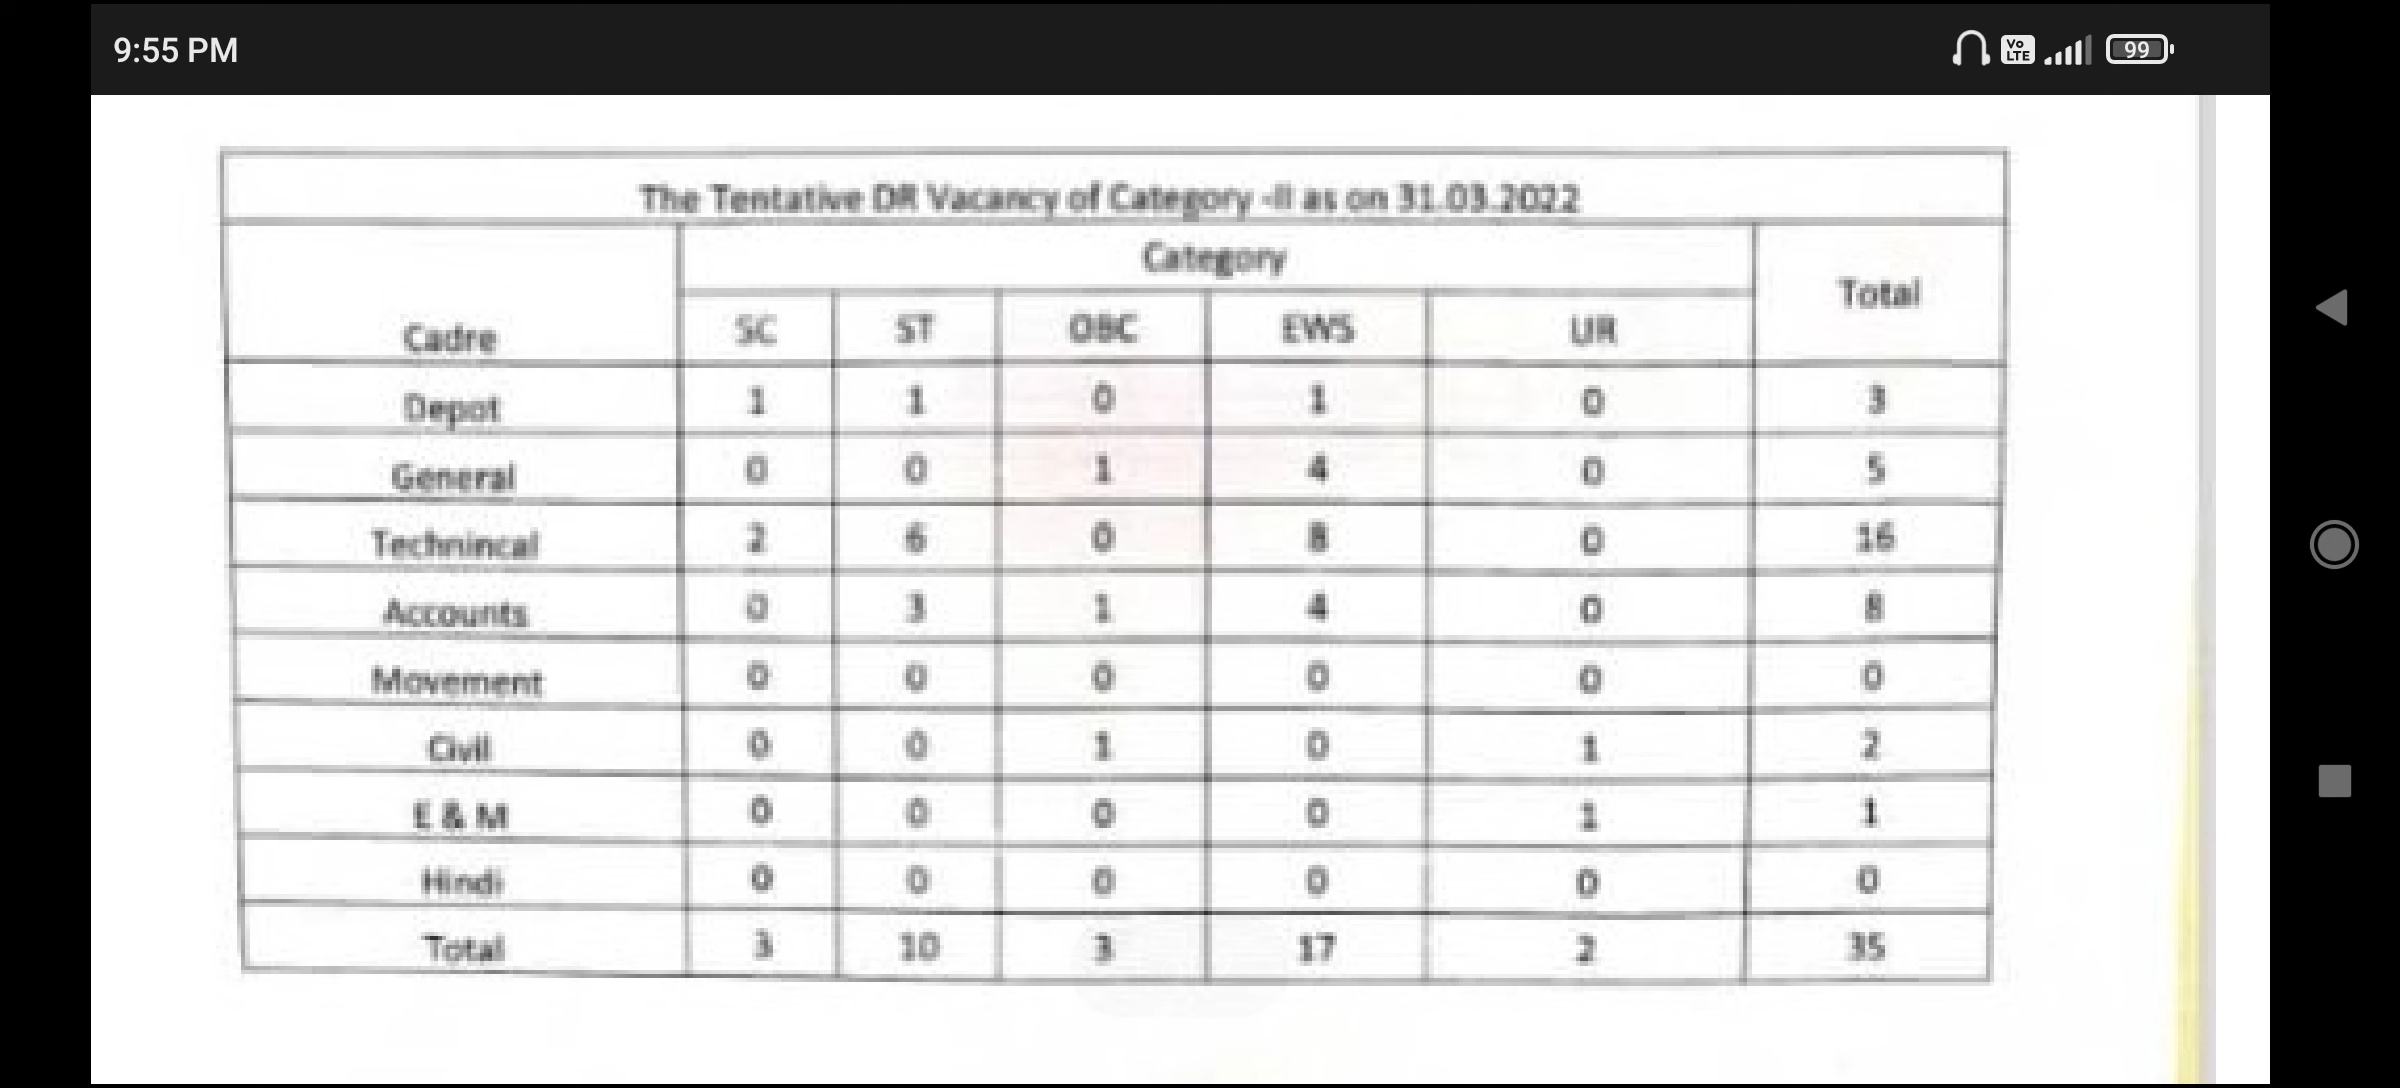 9:55 PM
Vo LTE 99
The Tentative DR Vacancy of Category -II as on 31.03.2022
Category
Total
Cadre SC ST OBC EWS UR
Depot 1 1 0 1 0 3
General 0 0 1 4 0 5
Technincal 2 6 0 8 0 16
Accounts 0 3 1 4 0 8
Movement 0 0 0 0 0 0
Civil 0 0 1 0 1 2
E & M 0 0 0 0 1 1
Hindi 0 0 0 0 0 0
Total 3 10 3 17 2 35